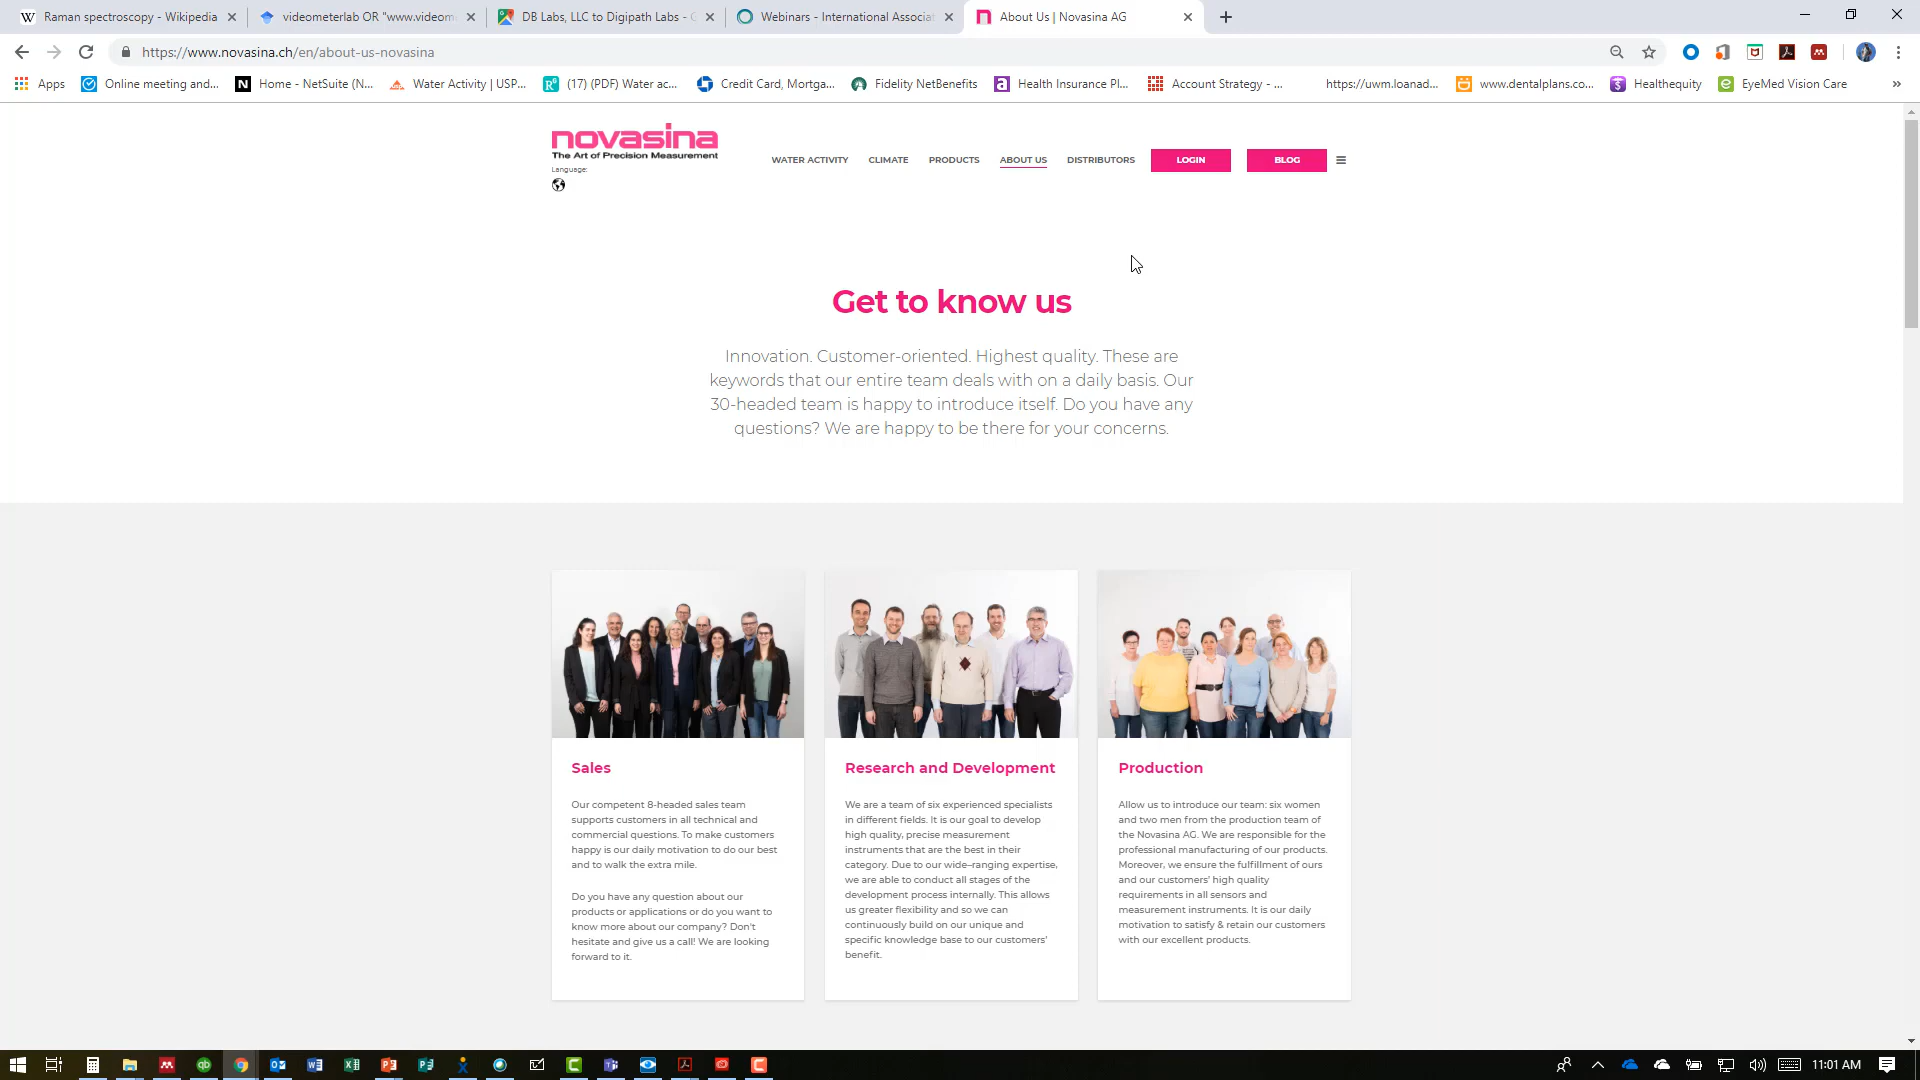 Raman spectroscopy - Wikipedia
videometerlab OR "www.videome
DB Labs, LLC to Digipath Labs - G
Webinars - International Associat
About Us | Novasina AG
https://www.novasina.ch/en/about-us-novasina
Apps
Online meeting and...
Home - NetSuite (N...
Water Activity | USP...
(17) (PDF) Water ac...
Credit Card, Mortga...
Fidelity NetBenefits
Health Insurance Pl...
Account Strategy - ...
https://uwm.loanad...
www.dentalplans.co...
Healthequity
EyeMed Vision Care
novasina
The Art of Precision Measurement
Language:
WATER ACTIVITY
CLIMATE
PRODUCTS
ABOUT US
DISTRIBUTORS
LOGIN
BLOG
Get to know us
Innovation. Customer-oriented. Highest quality. These are
keywords that our entire team deals with on a daily basis. Our
30-headed team is happy to introduce itself. Do you have any
questions? We are happy to be there for your concerns.
Sales
Our competent 8-headed sales team
supports customers in all technical and
commercial questions. To make customers
happy is our daily motivation to do our best
and to walk the extra mile.
Do you have any question about our
products or applications or do you want to
know more about our company? Don't
hesitate and give us a call! We are looking
forward to it.
Research and Development
We are a team of six experienced specialists
in different fields. It is our goal to develop
high quality, precise measurement
instruments that are the best in their
category. Due to our wide-ranging expertise,
we are able to conduct all stages of the
development process internally. This allows
us greater flexibility and so we can
continuously build on our unique and
specific knowledge base to our customers'
benefit.
Production
Allow us to introduce our team: six women
and two men from the production team of
the Novasina AG. We are responsible for the
professional manufacturing of our products.
Moreover, we ensure the fulfillment of ours
and our customers' high quality
requirements in all sensors and
measurement instruments. It is our daily
motivation to satisfy & retain our customers
with our excellent products.
11:01 AM